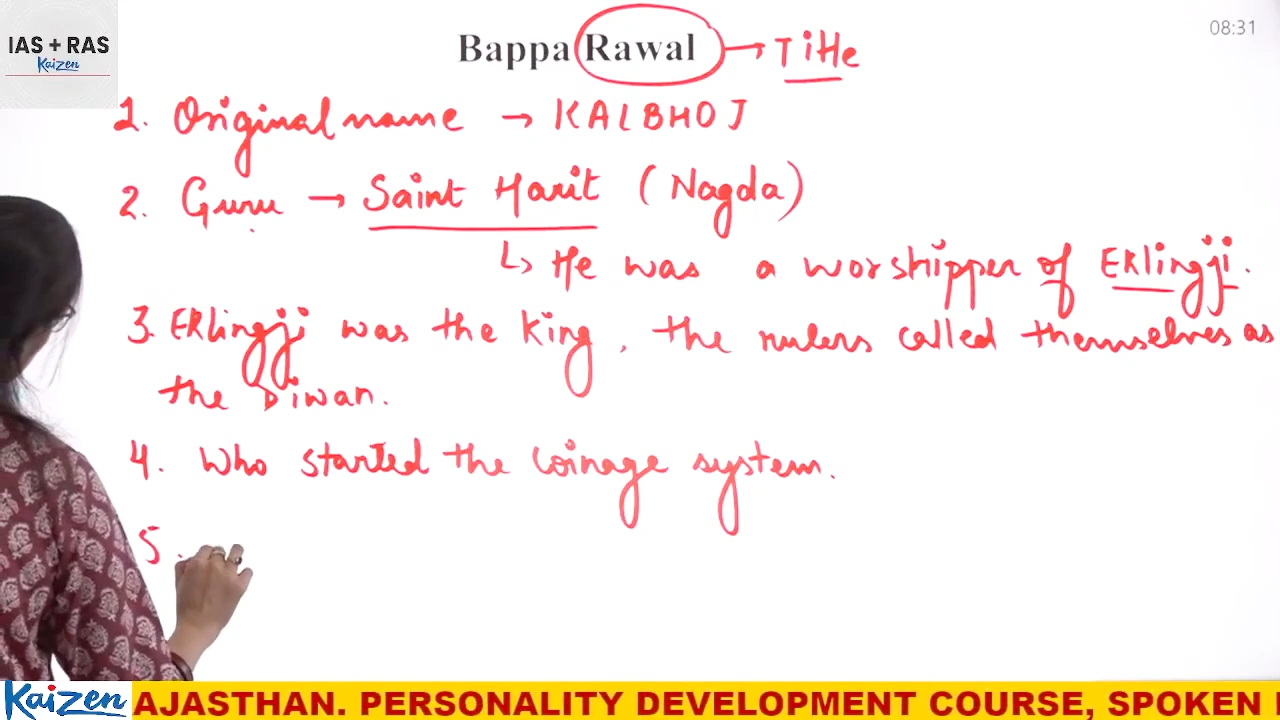 IAS + RAS
Kaizen
08:31
Bappa Rawal → Title
1. Original name → KALBHOJ
2. Guru → Saint Harit (Nagda)
↳ He was a worshipper of EKlingji.
3. EKlingji was the King, the rulers called themselves as
the Diwan.
4. Who started the coinage system.
5.
Kaizen AJASTHAN. PERSONALITY DEVELOPMENT COURSE, SPOKEN